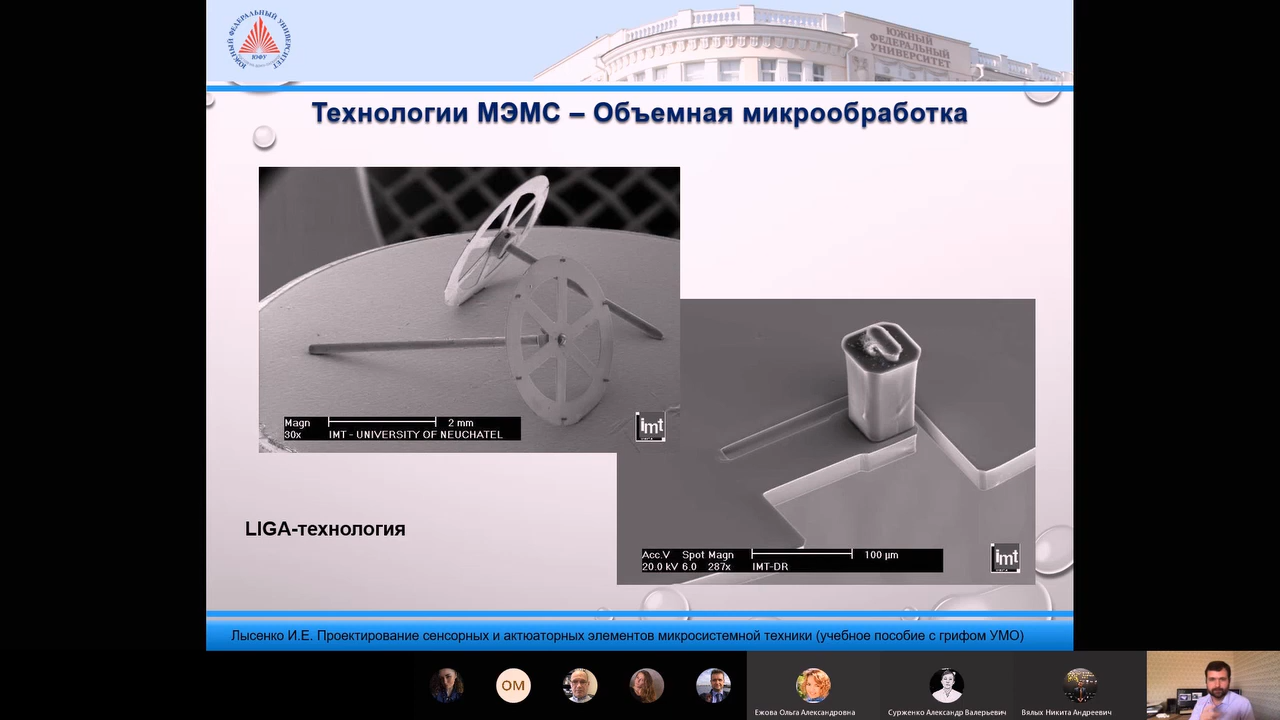 ЮЖНЫЙ ФЕДЕРАЛЬНЫЙ УНИВЕРСИТЕТ
ЮФУ
ЮЖНЫЙ
ФЕДЕРАЛЬНЫЙ
УНИВЕРСИТЕТ
Технологии МЭМС – Объемная микрообработка
Magn
2 mm
30x
IMT - UNIVERSITY OF NEUCHATEL
imt
LIGA-технология
Acc.V Spot Magn
100 µm
20.0 kV 6.0 287x
IMT-DR
imt
Лысенко И.Е. Проектирование сенсорных и актюаторных элементов микросистемной техники (учебное пособие с грифом УМО)
ОМ
Ежова Ольга Александровна
Сурженко Александр Валерьевич
Вялых Никита Андреевич